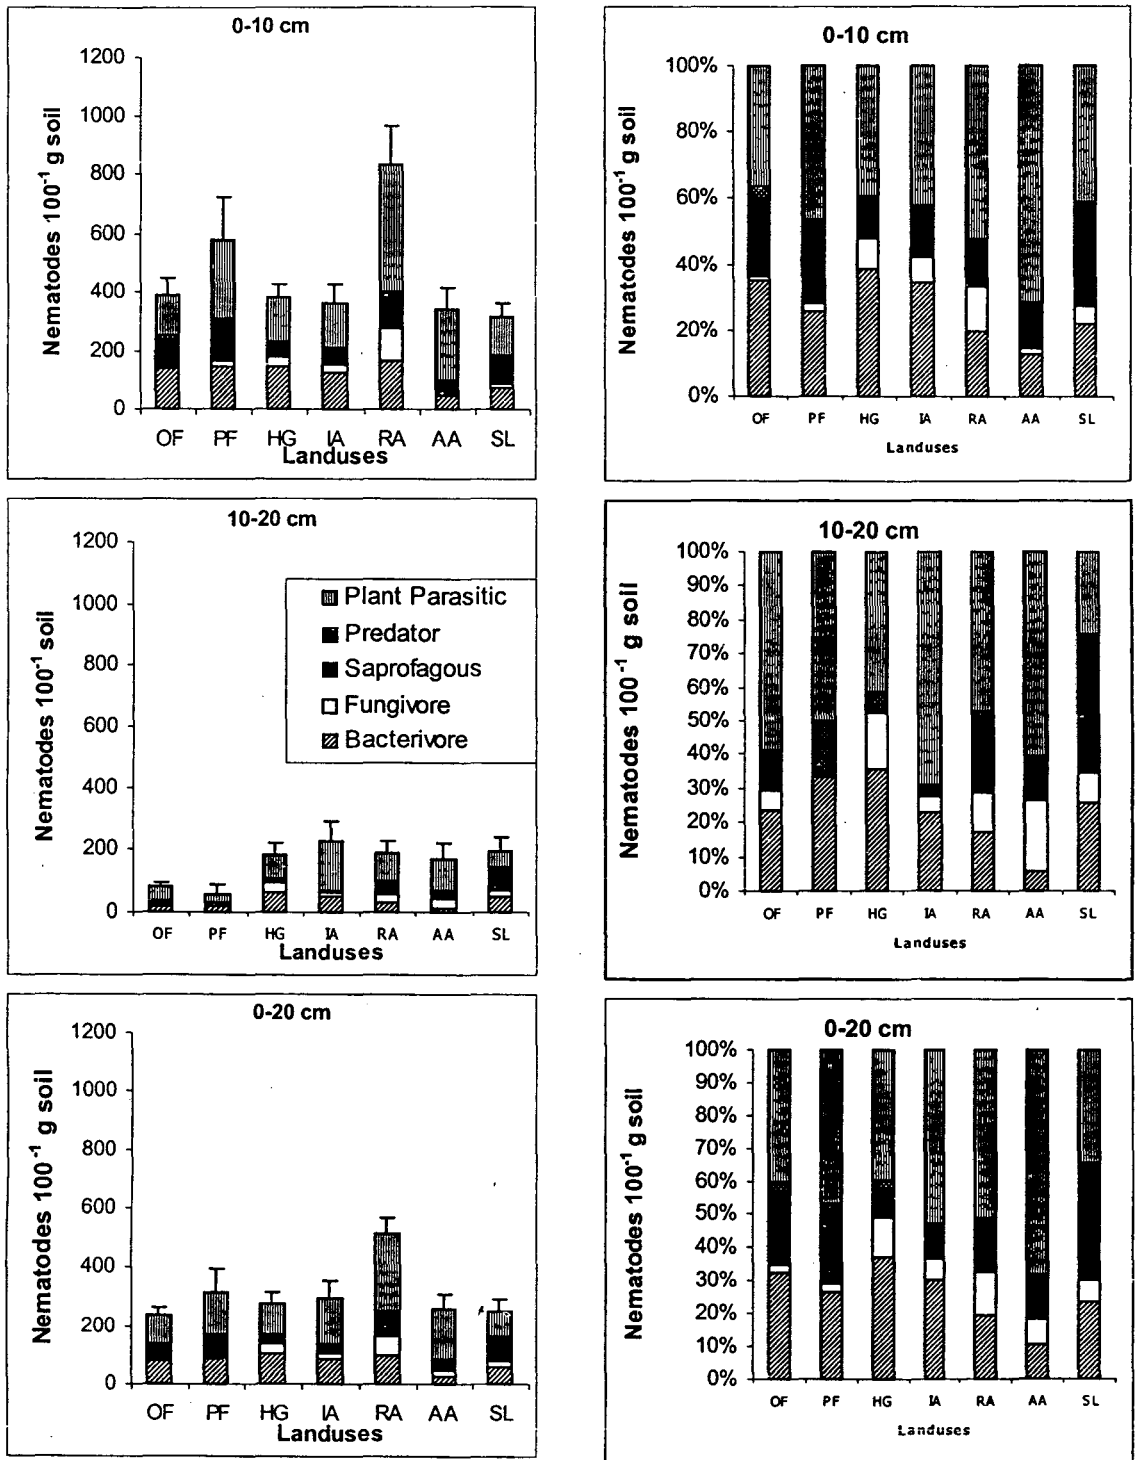 0-10 cm
Nematodes 100⁻¹ g soil
1200
1000
800
600
400
200
0
OF PF HG IA RA AA SL
Landuses
0-10 cm
Nematodes 100⁻¹ g soil
100%
80%
60%
40%
20%
0%
OF PF HG IA RA AA SL
Landuses
10-20 cm
Nematodes 100⁻¹ soil
1200
1000
800
600
400
200
0
Plant Parasitic
Predator
Saprofagous
Fungivore
Bacterivore
OF PF HG IA RA AA SL
Landuses
10-20 cm
Nematodes 100⁻¹ g soil
100%
90%
80%
70%
60%
50%
40%
30%
20%
10%
0%
OF PF HG IA RA AA SL
Landuses
0-20 cm
Nematodes 100⁻¹ g soil
1200
1000
800
600
400
200
0
OF PF HG IA RA AA SL
Landuses
0-20 cm
Nematodes 100⁻¹ g soil
100%
90%
80%
70%
60%
50%
40%
30%
20%
10%
0%
OF PF HG IA RA AA SL
Landuses